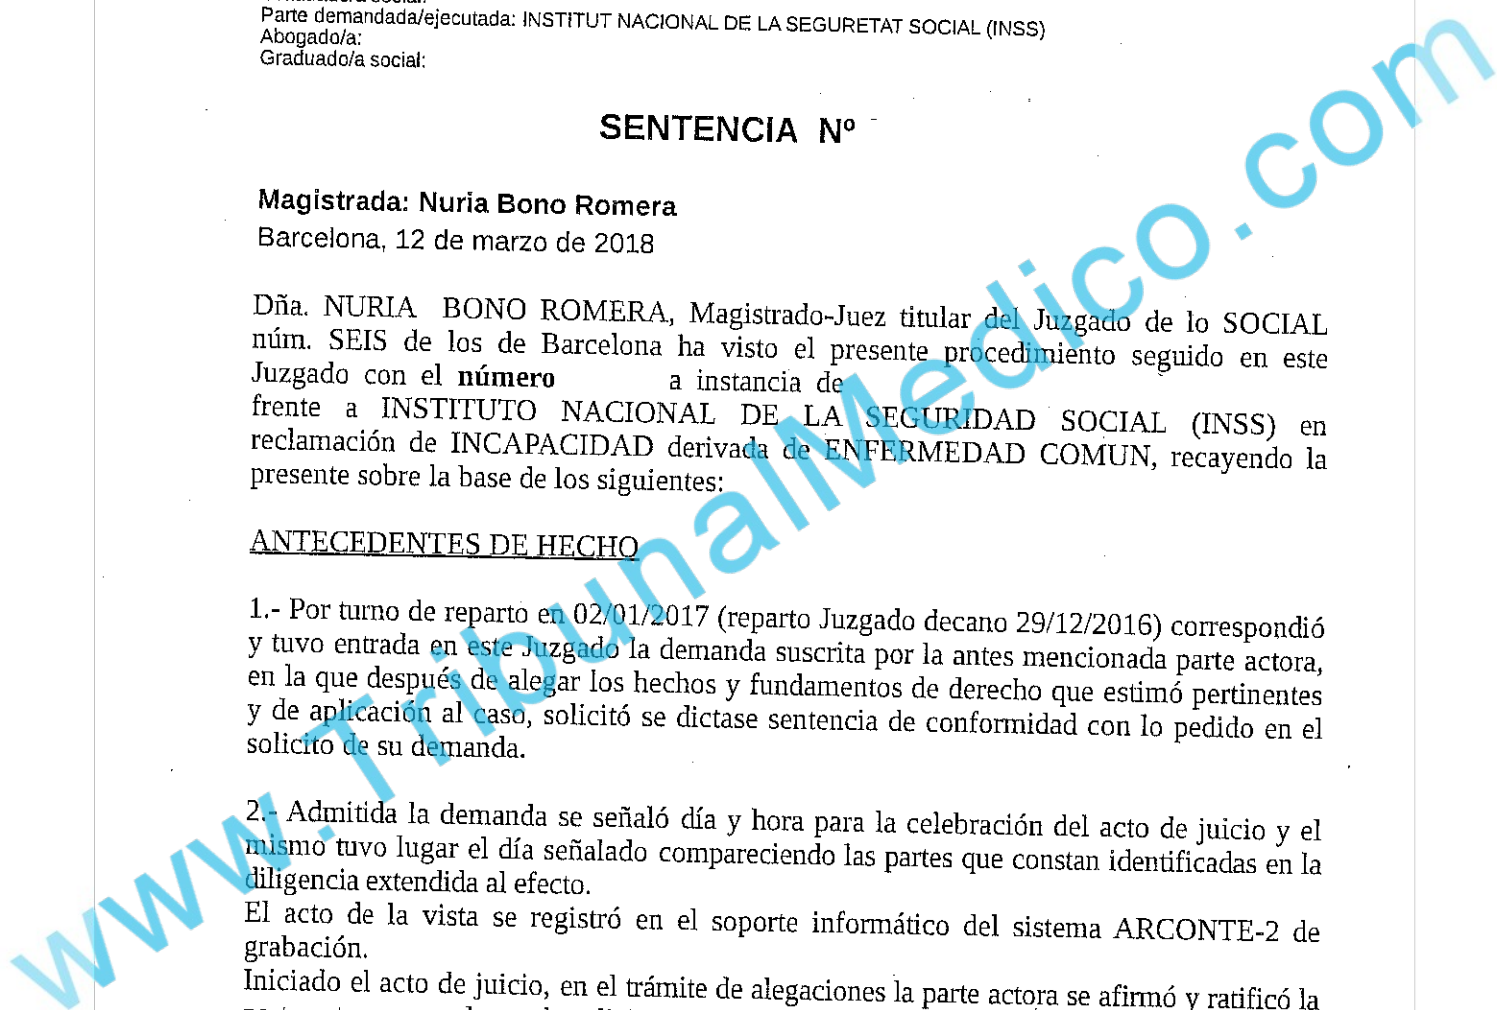 Parte demandada/ejecutada: INSTITUT NACIONAL DE LA SEGURETAT SOCIAL (INSS)
Abogado/a:
Graduado/a social:
SENTENCIA Nº
Magistrada: Nuria Bono Romera
Barcelona, 12 de marzo de 2018
Dña. NURIA BONO ROMERA, Magistrado-Juez titular del Juzgado de lo SOCIAL
núm. SEIS de los de Barcelona ha visto el presente procedimiento seguido en este
Juzgado con el número a instancia de
frente a INSTITUTO NACIONAL DE LA SEGURIDAD SOCIAL (INSS) en
reclamación de INCAPACIDAD derivada de ENFERMEDAD COMUN, recayendo la
presente sobre la base de los siguientes:
ANTECEDENTES DE HECHO
1.- Por turno de reparto en 02/01/2017 (reparto Juzgado decano 29/12/2016) correspondió
y tuvo entrada en este Juzgado la demanda suscrita por la antes mencionada parte actora,
en la que después de alegar los hechos y fundamentos de derecho que estimó pertinentes
y de aplicación al caso, solicitó se dictase sentencia de conformidad con lo pedido en el
solicito de su demanda.
2.- Admitida la demanda se señaló día y hora para la celebración del acto de juicio y el
mismo tuvo lugar el día señalado compareciendo las partes que constan identificadas en la
diligencia extendida al efecto.
El acto de la vista se registró en el soporte informático del sistema ARCONTE-2 de
grabación.
Iniciado el acto de juicio, en el trámite de alegaciones la parte actora se afirmó y ratificó la
www.TribunalMedico.com